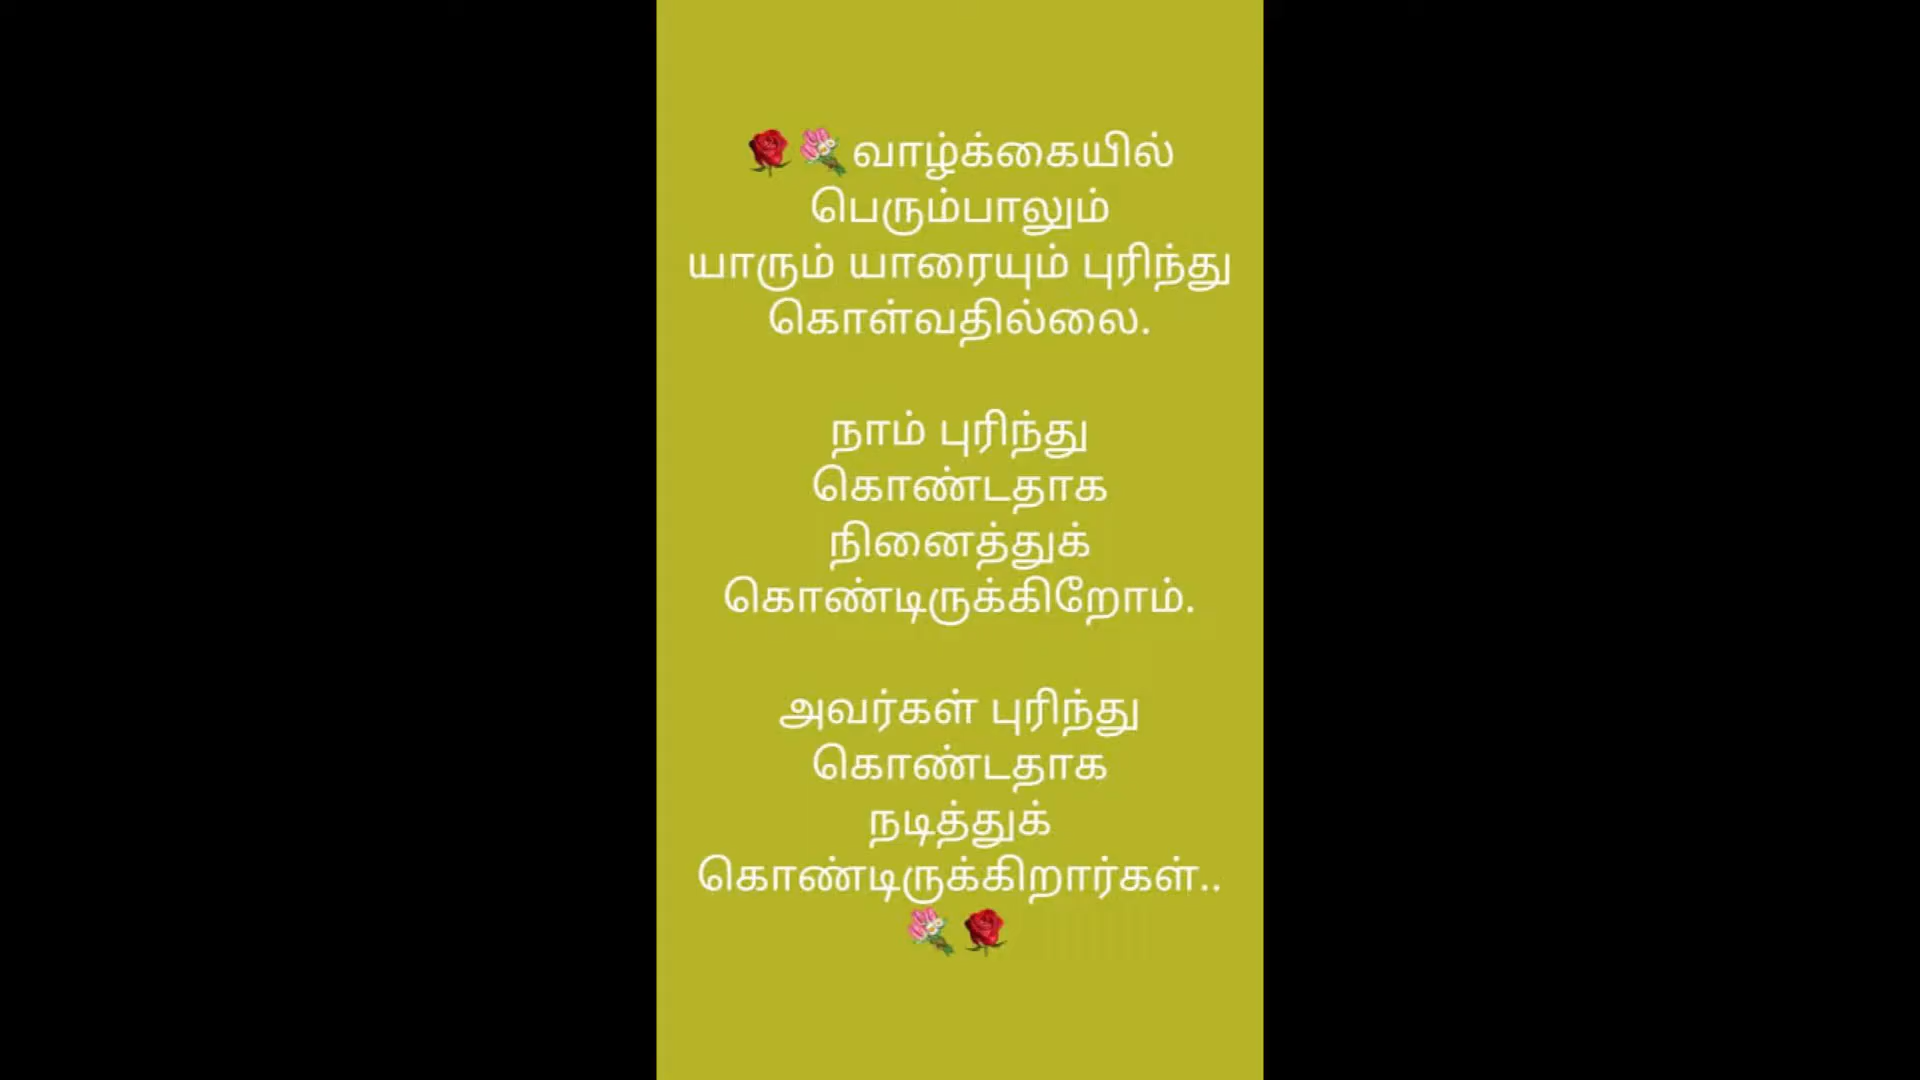 🌹💐வாழ்க்கையில்
பெரும்பாலும்
யாரும் யாரையும் புரிந்து
கொள்வதில்லை.
நாம் புரிந்து
கொண்டதாக
நினைத்துக்
கொண்டிருக்கிறோம்.
அவர்கள் புரிந்து
கொண்டதாக
நடித்துக்
கொண்டிருக்கிறார்கள்..
💐🌹